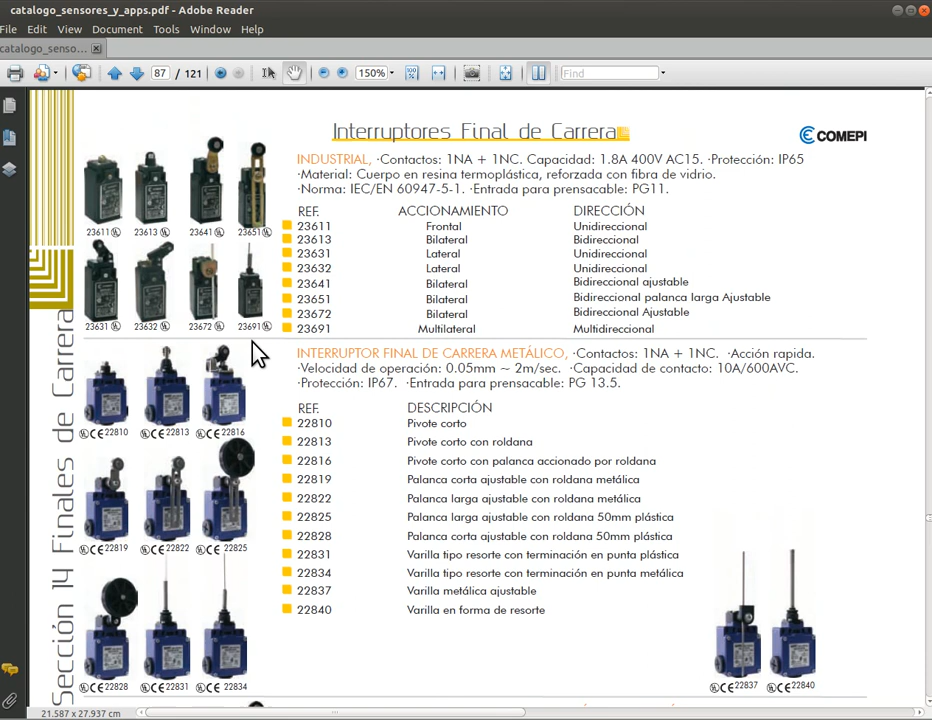 catalogo_sensores_y_apps.pdf - Adobe Reader
File Edit View Document Tools Window Help
catalogo_senso...
87 / 121 150% Find
Interruptores Final de Carrera
COMEPI
INDUSTRIAL, ·Contactos: 1NA + 1NC. Capacidad: 1.8A 400V AC15. ·Protección: IP65
·Material: Cuerpo en resina termoplástica, reforzada con fibra de vidrio.
·Norma: IEC/EN 60947-5-1. ·Entrada para prensacable: PG11.
REF. ACCIONAMIENTO DIRECCIÓN
23611 Frontal Unidireccional
23613 Bilateral Bidireccional
23631 Lateral Unidireccional
23632 Lateral Unidireccional
23641 Bilateral Bidireccional ajustable
23651 Bilateral Bidireccional palanca larga Ajustable
23672 Bilateral Bidireccional Ajustable
23691 Multilateral Multidireccional
23611 23613 23641 23651
23631 23632 23672 23691
INTERRUPTOR FINAL DE CARRERA METÁLICO, ·Contactos: 1NA + 1NC. ·Acción rapida.
·Velocidad de operación: 0.05mm ~ 2m/sec. ·Capacidad de contacto: 10A/600AVC.
·Protección: IP67. ·Entrada para prensacable: PG 13.5.
REF. DESCRIPCIÓN
22810 Pivote corto
22813 Pivote corto con roldana
22816 Pivote corto con palanca accionado por roldana
22819 Palanca corta ajustable con roldana metálica
22822 Palanca larga ajustable con roldana metálica
22825 Palanca larga ajustable con roldana 50mm plástica
22828 Palanca corta ajustable con roldana 50mm plástica
22831 Varilla tipo resorte con terminación en punta plástica
22834 Varilla tipo resorte con terminación en punta metálica
22837 Varilla metálica ajustable
22840 Varilla en forma de resorte
22810 22813 22816
22819 22822 22825
22828 22831 22834
22837 22840
Sección 14 Finales de Carrera
21.587 x 27.937 cm